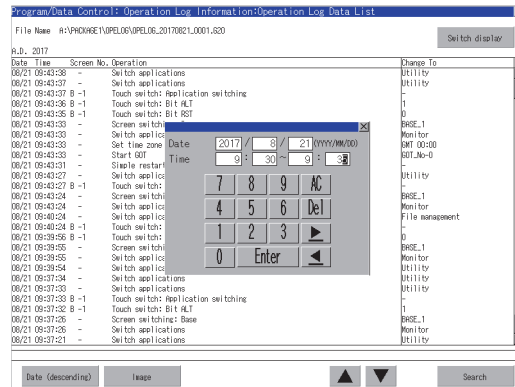 Program/Data Control: Operation Log Information:Operation Log Data List
File Name A:\PACKAGE1\OPEL06\OPEL06_20170821_0001.G20
Switch display
A.D. 2017
Date Time Screen No. Operation Change To
08/21 09:43:38 - Switch applications Utility
08/21 09:43:37 - Switch applications Utility
08/21 09:43:37 B -1 Touch switch: Application switching -
08/21 09:43:36 B -1 Touch switch: Bit ALT 1
08/21 09:43:35 B -1 Touch switch: Bit RST 0
08/21 09:43:33 - Screen switchi BASE_1
08/21 09:43:33 - Switch applica Monitor
08/21 09:43:33 - Set time zone GMT 00:00
08/21 09:43:33 - Start GOT GOT_No-0
08/21 09:43:31 - Simple restart -
08/21 09:43:27 - Switch applica Utility
08/21 09:43:27 B -1 Touch switch: -
08/21 09:43:24 - Screen switchi BASE_1
08/21 09:43:24 - Switch applica Monitor
08/21 09:40:24 - Switch applica File management
08/21 09:40:24 B -1 Touch switch: -
08/21 09:39:56 B -1 Touch switch: 0
08/21 09:39:55 - Screen switchi BASE_1
08/21 09:39:55 - Switch applica Monitor
08/21 09:39:54 - Switch applica Utility
08/21 09:37:34 - Switch applications Utility
08/21 09:37:33 - Switch applications Utility
08/21 09:37:33 B -1 Touch switch: Application switching -
08/21 09:37:32 B -1 Touch switch: Bit ALT 1
08/21 09:37:26 - Screen switching: Base BASE_1
08/21 09:37:26 - Switch applications Monitor
08/21 09:37:21 - Switch applications Utility
X
Date 2017 / 8 / 21 (YYYY/MM/DD)
Time 9 : 30 ~ 9 :
7 8 9 AC
4 5 6 Del
1 2 3 ▶
0 Enter ◀
Date (descending) Image ▲ ▼ Search